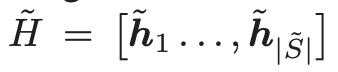 H̃ = [h̃₁ …, h̃_|S̃|]